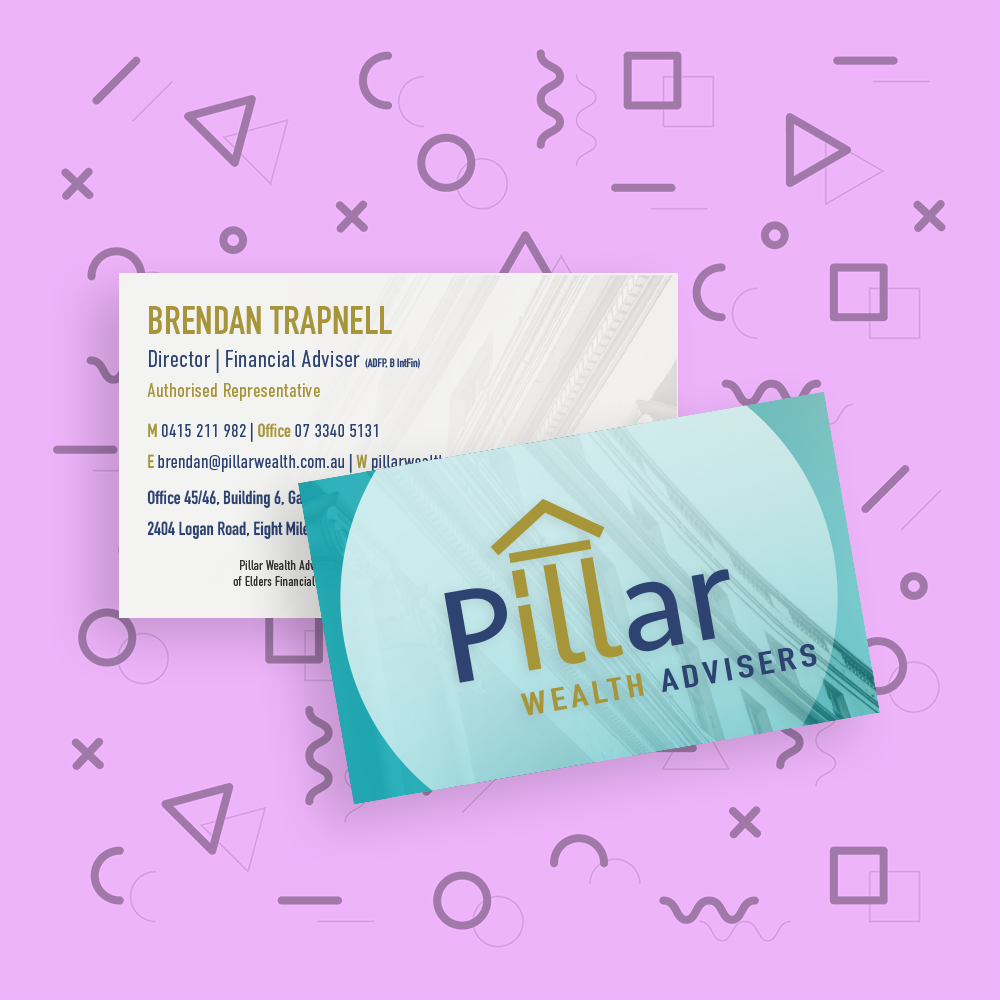 BRENDAN TRAPNELL
Director | Financial Adviser (ADFP, B IntFin)
Authorised Representative
M 0415 211 982 | Office 07 3340 5131
E brendan@pillarwealth.com.au | W
Office 45/46, Building 6,
2404 Logan Road, Eight
Pillar Wealth
of Elders Financial
Pillar
WEALTH ADVISERS